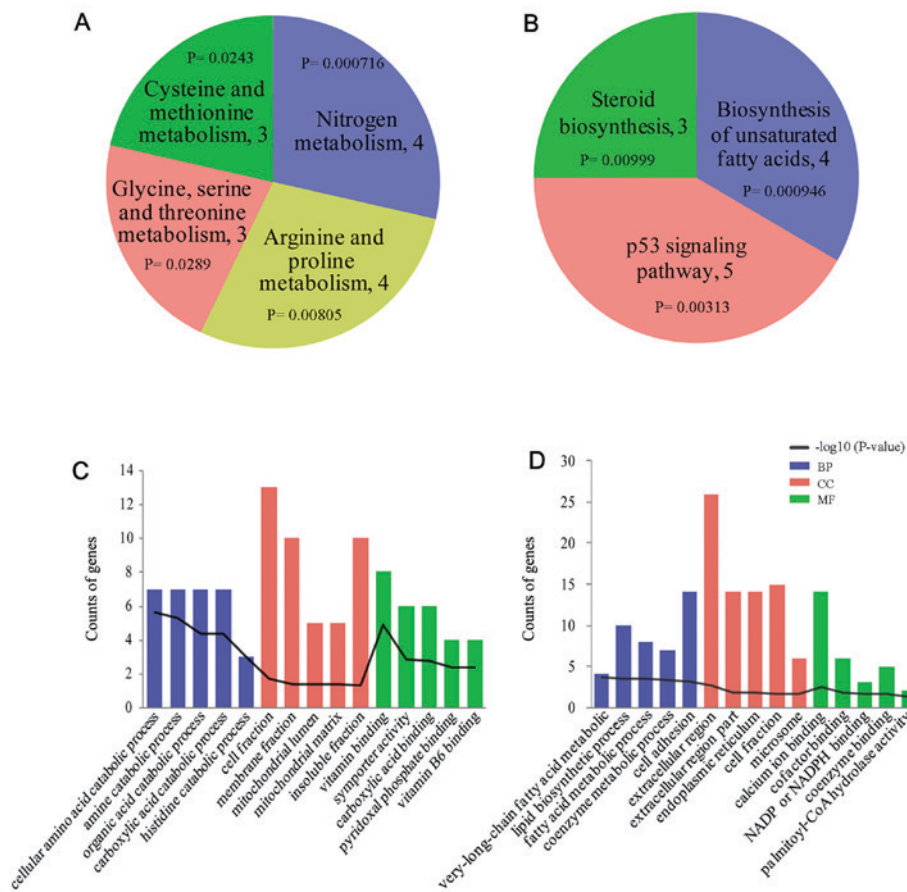 A
P= 0.0243
Cysteine and
methionine
metabolism, 3
P= 0.000716
Nitrogen
metabolism, 4
Glycine, serine
and threonine
metabolism, 3
P= 0.0289
Arginine and
proline
metabolism, 4
P= 0.00805
B
Steroid
biosynthesis, 3
P= 0.00999
Biosynthesis
of unsaturated
fatty acids, 4
P= 0.000946
p53 signaling
pathway, 5
P= 0.00313
C
Counts of genes
14
12
10
8
6
4
2
0
cellular amino acid catabolic process
amine catabolic process
organic acid catabolic process
carboxylic acid catabolic process
histidine catabolic process
cell fraction
membrane fraction
mitochondrial lumen
mitochondrial matrix
insoluble fraction
vitamin binding
symporter activity
carboxylic acid binding
pyridoxal phosphate binding
vitamin B6 binding
D
-log10 (P-value)
BP
CC
MF
Counts of genes
30
25
20
15
10
5
0
very-long-chain fatty acid metabolic
lipid biosynthetic process
fatty acid metabolic process
coenzyme metabolic process
cell adhesion
extracellular region
extracellular region part
endoplasmic reticulum
cell fraction
microsome
calcium ion binding
cofactor binding
NADP or NADPH binding
coenzyme binding
palmitoyl-CoA hydrolase activity